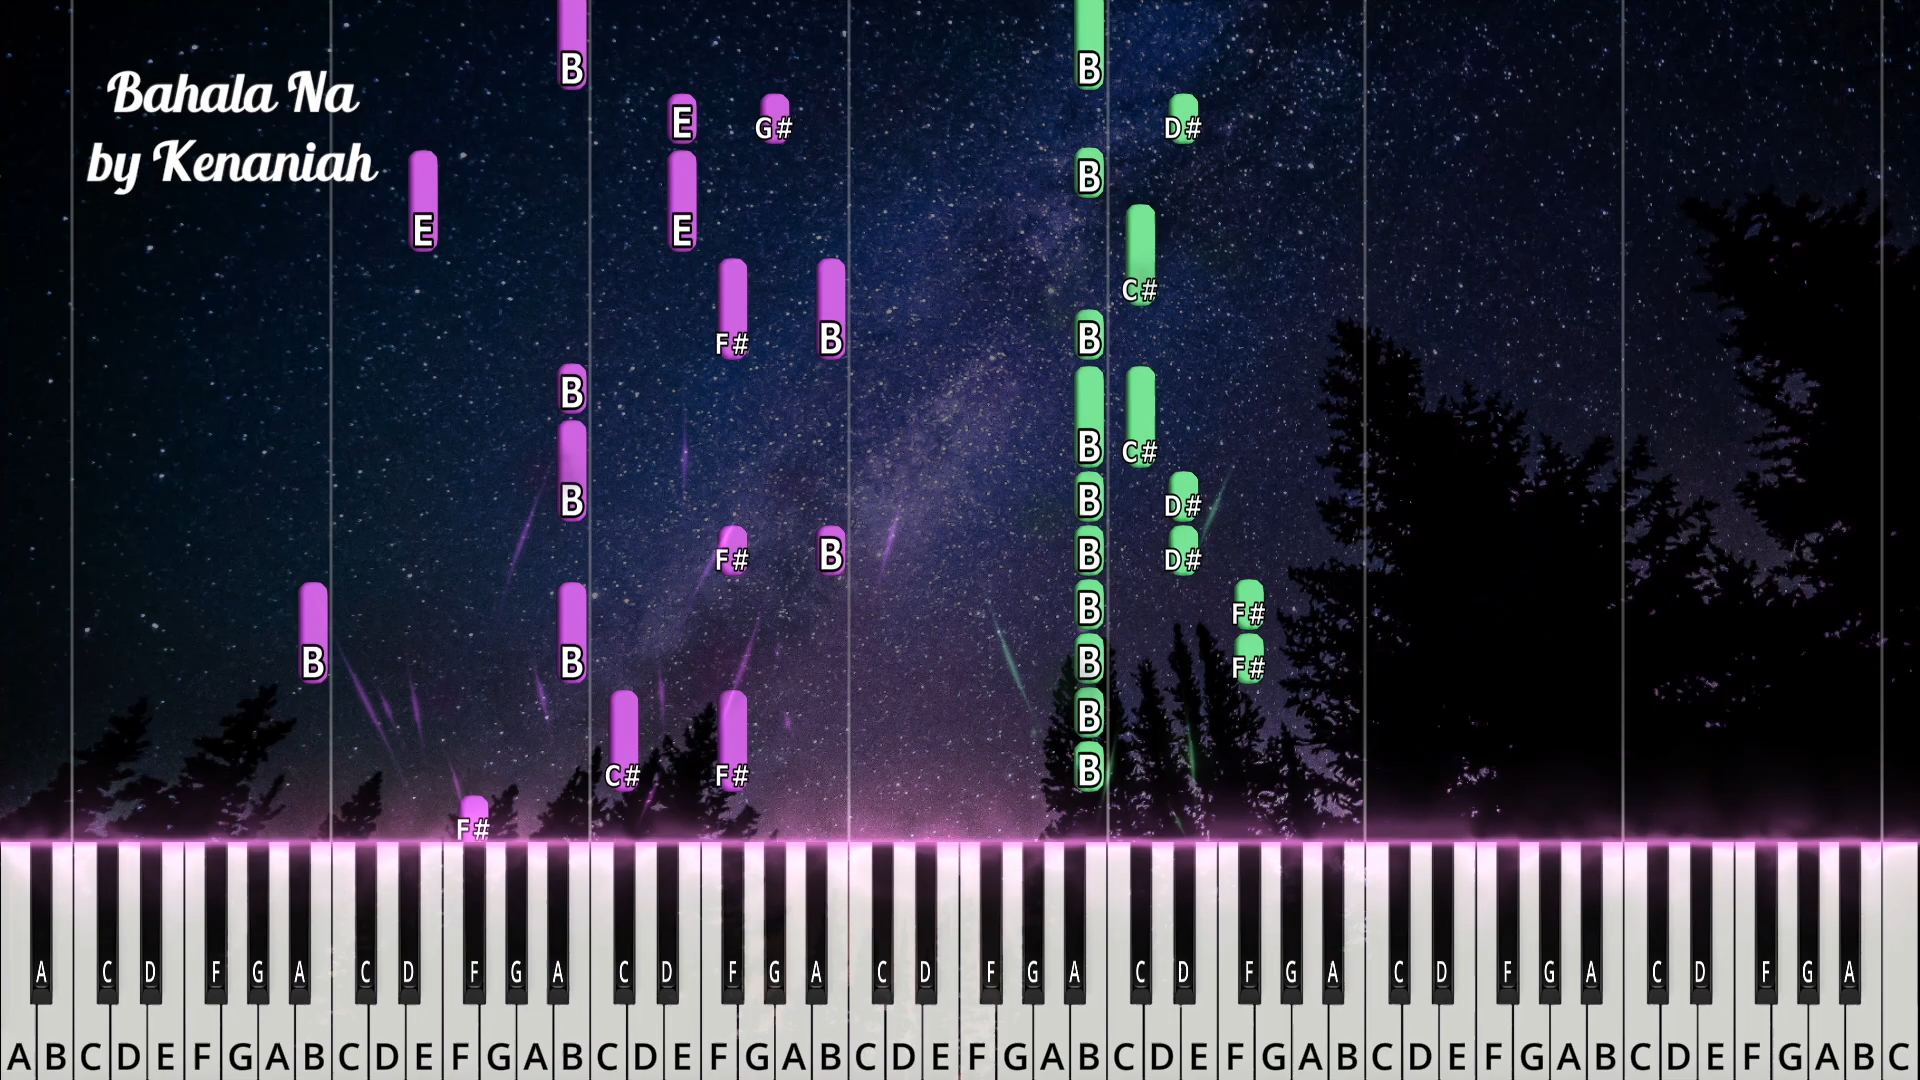 Bahala Na
by Kenaniah
B B
E G# D#
B
E E
C#
F# B B
B
B C#
B B D#
F# B B D#
B F#
B B B F#
B
C# F# B
F#
A C D F G A C D F G A C D F G A C D F G A C D F G A C D F G A C D F G A
A B C D E F G A B C D E F G A B C D E F G A B C D E F G A B C D E F G A B C D E F G A B C D E F G A B C